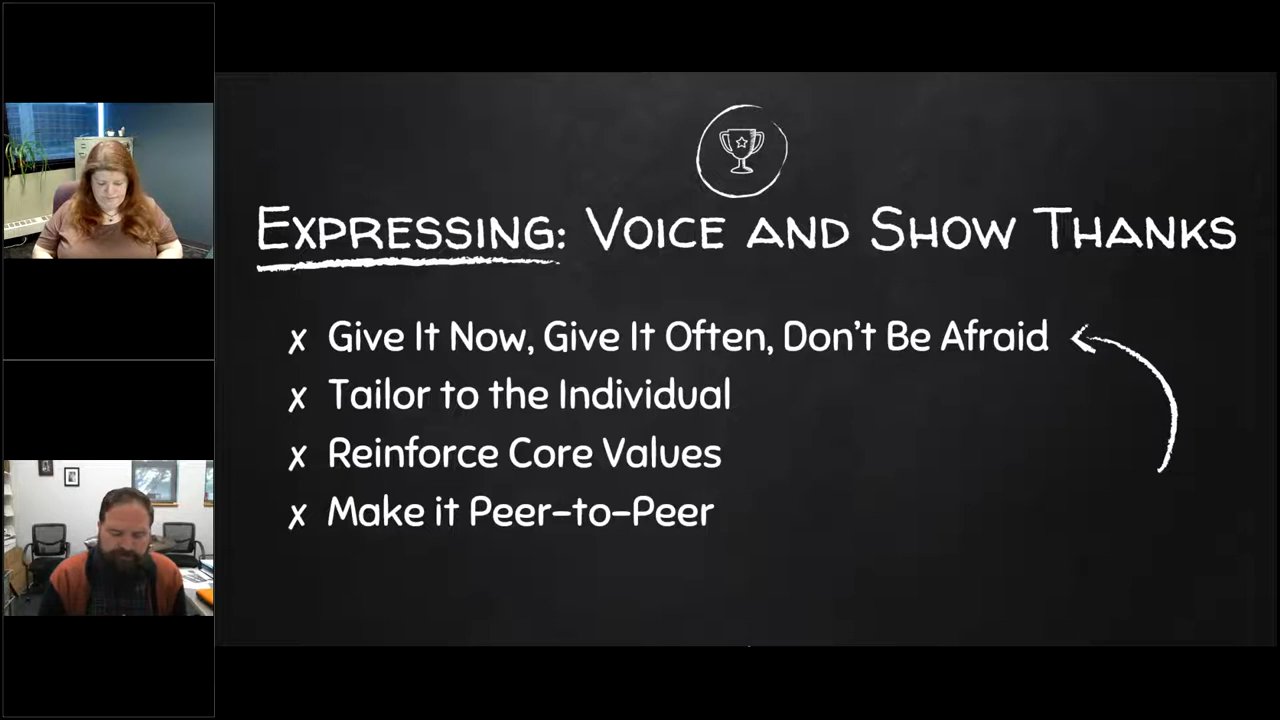 Expressing: Voice and Show Thanks
x Give It Now, Give It Often, Don't Be Afraid
x Tailor to the Individual
x Reinforce Core Values
x Make it Peer-to-Peer